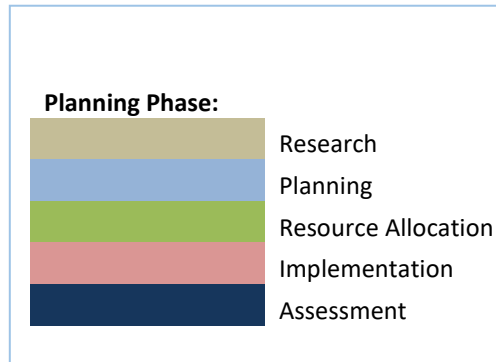 Planning Phase:
Research
Planning
Resource Allocation
Implementation
Assessment